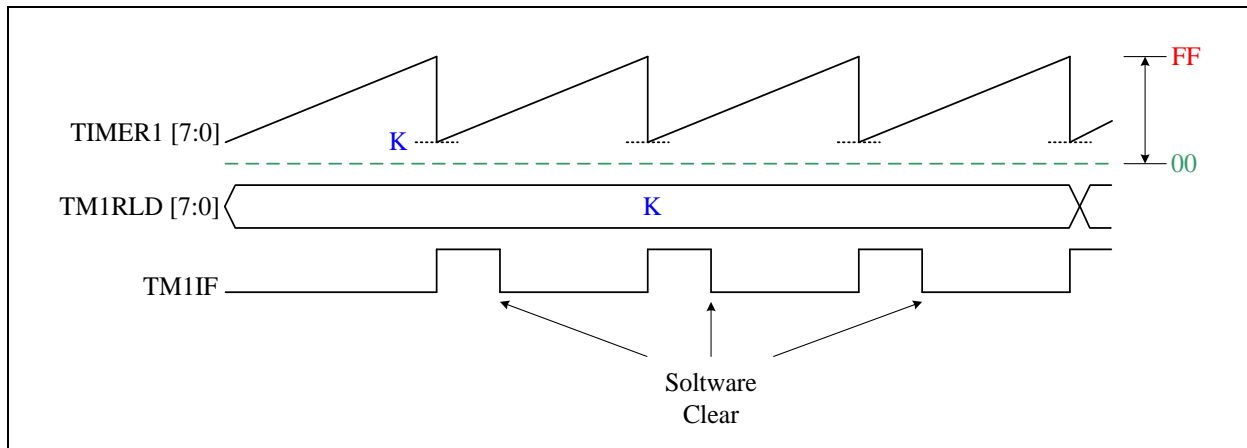 FF
TIMER1 [7:0]
K
00
TM1RLD [7:0]
K
TM1IF
Soltware
Clear